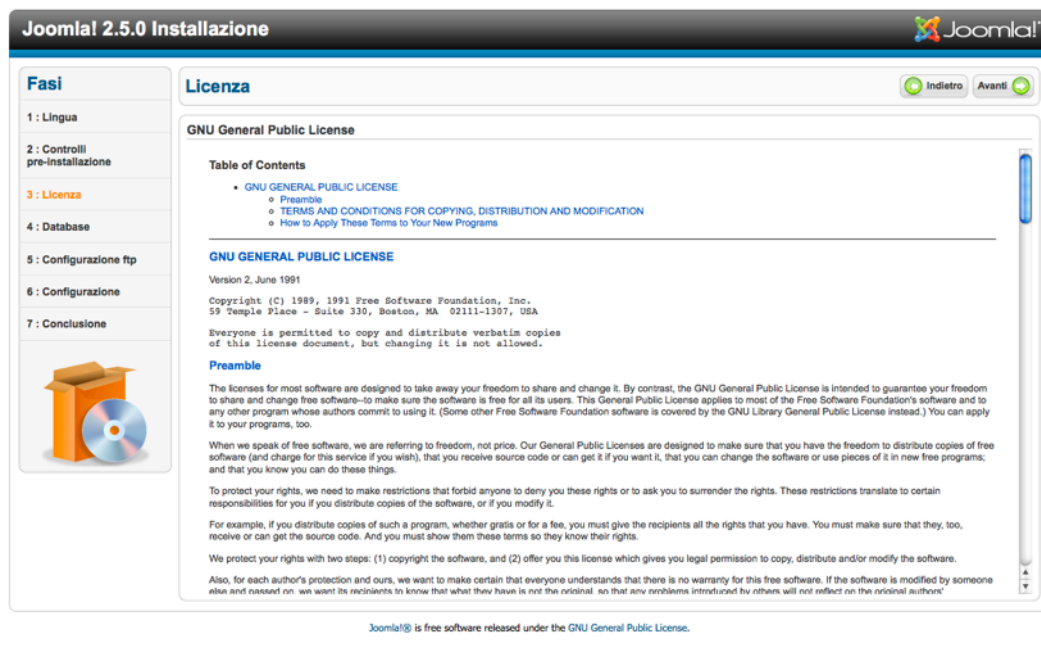 Joomla! 2.5.0 Installazione
Joomla!
Fasi
1 : Lingua
2 : Controlli
pre-installazione
3 : Licenza
4 : Database
5 : Configurazione ftp
6 : Configurazione
7 : Conclusione
Licenza
Indietro
Avanti
GNU General Public License
Table of Contents
GNU GENERAL PUBLIC LICENSE
Preamble
TERMS AND CONDITIONS FOR COPYING, DISTRIBUTION AND MODIFICATION
How to Apply These Terms to Your New Programs
GNU GENERAL PUBLIC LICENSE
Version 2, June 1991
Copyright (C) 1989, 1991 Free Software Foundation, Inc.
59 Temple Place - Suite 330, Boston, MA  02111-1307, USA
Everyone is permitted to copy and distribute verbatim copies
of this license document, but changing it is not allowed.
Preamble
The licenses for most software are designed to take away your freedom to share and change it. By contrast, the GNU General Public License is intended to guarantee your freedom
to share and change free software--to make sure the software is free for all its users. This General Public License applies to most of the Free Software Foundation's software and to
any other program whose authors commit to using it. (Some other Free Software Foundation software is covered by the GNU Library General Public License instead.) You can apply
it to your programs, too.
When we speak of free software, we are referring to freedom, not price. Our General Public Licenses are designed to make sure that you have the freedom to distribute copies of free
software (and charge for this service if you wish), that you receive source code or can get it if you want it, that you can change the software or use pieces of it in new free programs;
and that you know you can do these things.
To protect your rights, we need to make restrictions that forbid anyone to deny you these rights or to ask you to surrender the rights. These restrictions translate to certain
responsibilities for you if you distribute copies of the software, or if you modify it.
For example, if you distribute copies of such a program, whether gratis or for a fee, you must give the recipients all the rights that you have. You must make sure that they, too,
receive or can get the source code. And you must show them these terms so they know their rights.
We protect your rights with two steps: (1) copyright the software, and (2) offer you this license which gives you legal permission to copy, distribute and/or modify the software.
Also, for each author's protection and ours, we want to make certain that everyone understands that there is no warranty for this free software. If the software is modified by someone
else and passed on, we want its recipients to know that what they have is not the original, so that any problems introduced by others will not reflect on the original authors'
Joomla!® is free software released under the GNU General Public License.